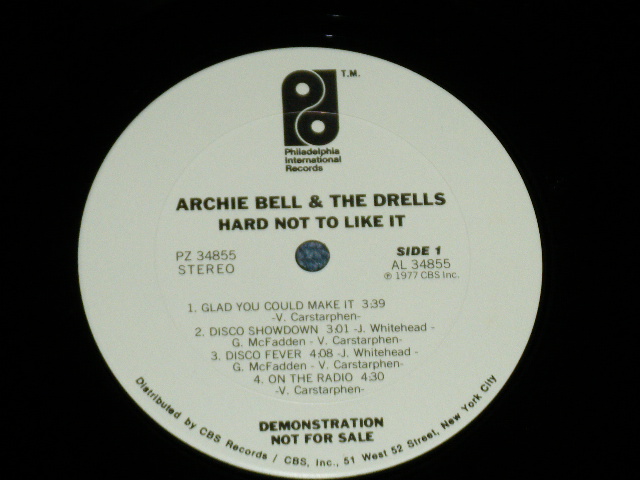 T.M.
Philadelphia
International
Records
ARCHIE BELL & THE DRELLS
HARD NOT TO LIKE IT
PZ 34855
STEREO
SIDE 1
AL 34855
℗ 1977 CBS Inc.
1. GLAD YOU COULD MAKE IT 3:39
-V. Carstarphen-
2. DISCO SHOWDOWN 3:01 -J. Whitehead -
G. McFadden - V. Carstarphen-
3. DISCO FEVER 4:08 -J. Whitehead -
G. McFadden - V. Carstarphen-
4. ON THE RADIO 4:30
-V. Carstarphen-
DEMONSTRATION
NOT FOR SALE
Distributed by CBS Records / CBS, Inc., 51 West 52 Street, New York City